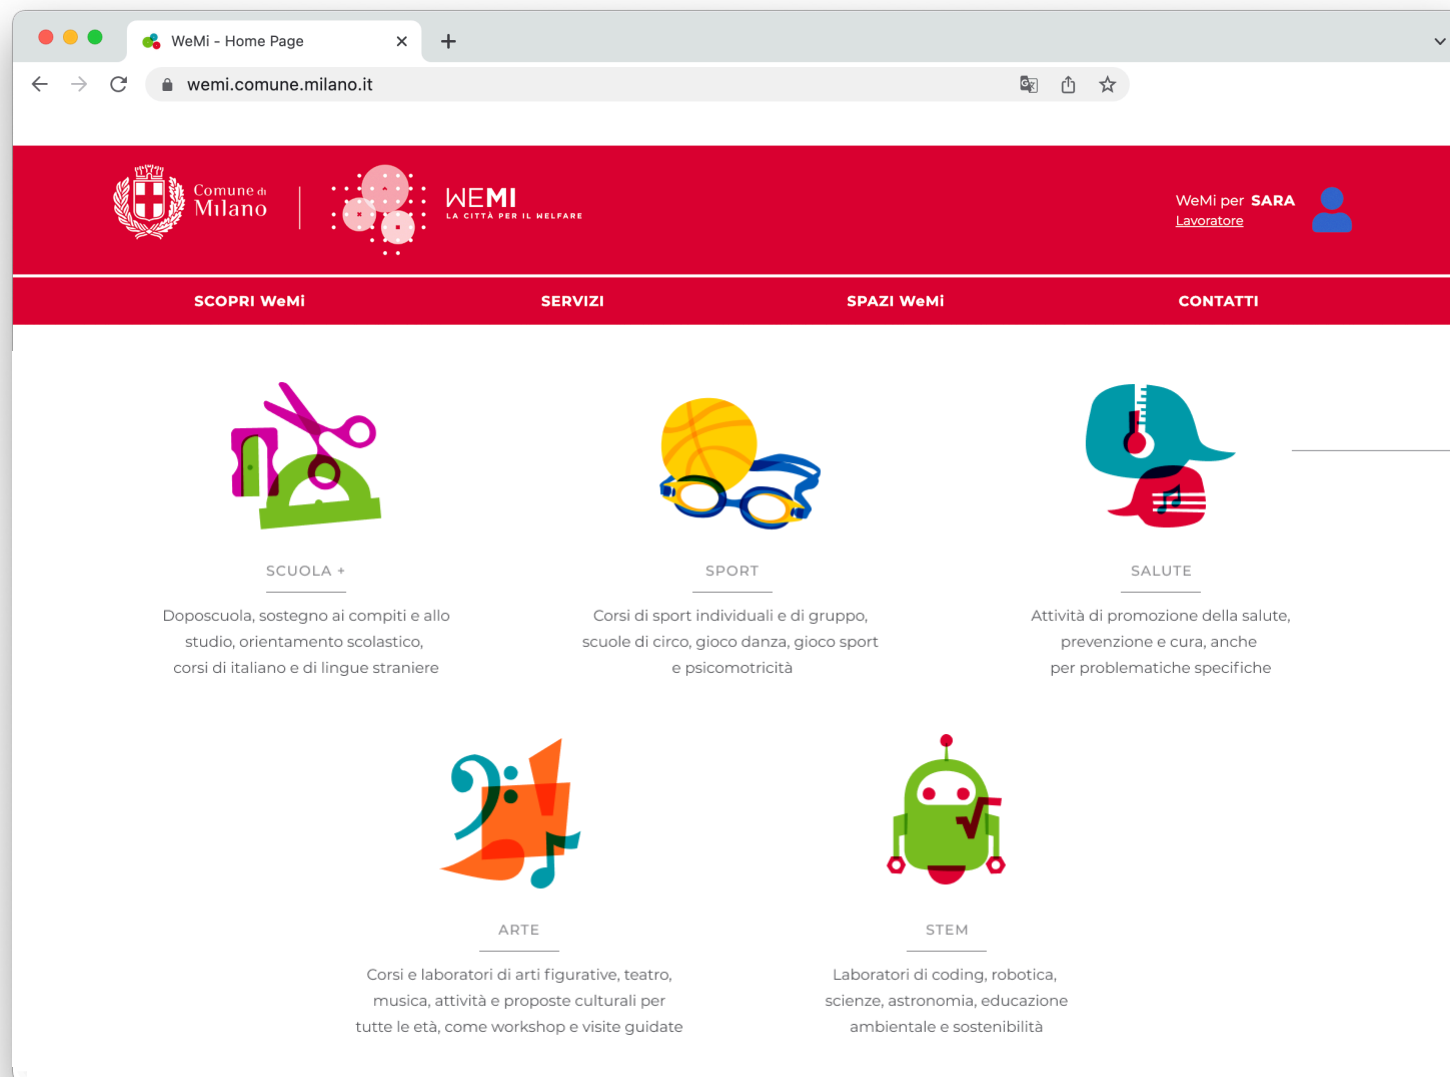 WeMi - Home Page
wemi.comune.milano.it
Comune di
Milano
WEMI
LA CITTÀ PER IL WELFARE
WeMi per SARA
Lavoratore
SCOPRI WeMi
SERVIZI
SPAZI WeMi
CONTATTI
SCUOLA +
Doposcuola, sostegno ai compiti e allo
studio, orientamento scolastico,
corsi di italiano e di lingue straniere
SPORT
Corsi di sport individuali e di gruppo,
scuole di circo, gioco danza, gioco sport
e psicomotricità
SALUTE
Attività di promozione della salute,
prevenzione e cura, anche
per problematiche specifiche
ARTE
Corsi e laboratori di arti figurative, teatro,
musica, attività e proposte culturali per
tutte le età, come workshop e visite guidate
STEM
Laboratori di coding, robotica,
scienze, astronomia, educazione
ambientale e sostenibilità